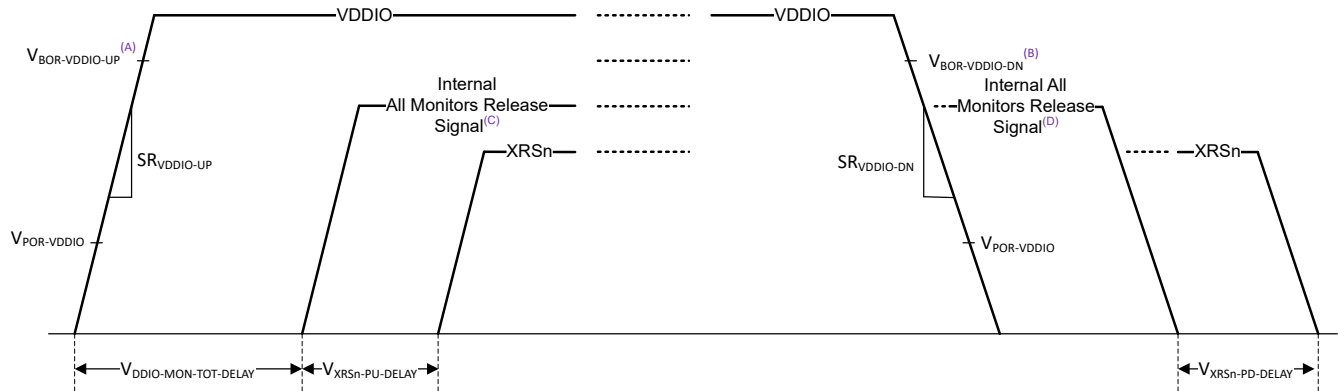 VDDIO
VDDIO
VBOR-VDDIO-UP(A)
VBOR-VDDIO-DN(B)
Internal
All Monitors Release
Signal(C)
Internal All
Monitors Release
Signal(D)
XRSn
XRSn
SRVDDIO-UP
SRVDDIO-DN
VPOR-VDDIO
VPOR-VDDIO
VDDIO-MON-TOT-DELAY
VXRSn-PU-DELAY
VXRSn-PD-DELAY